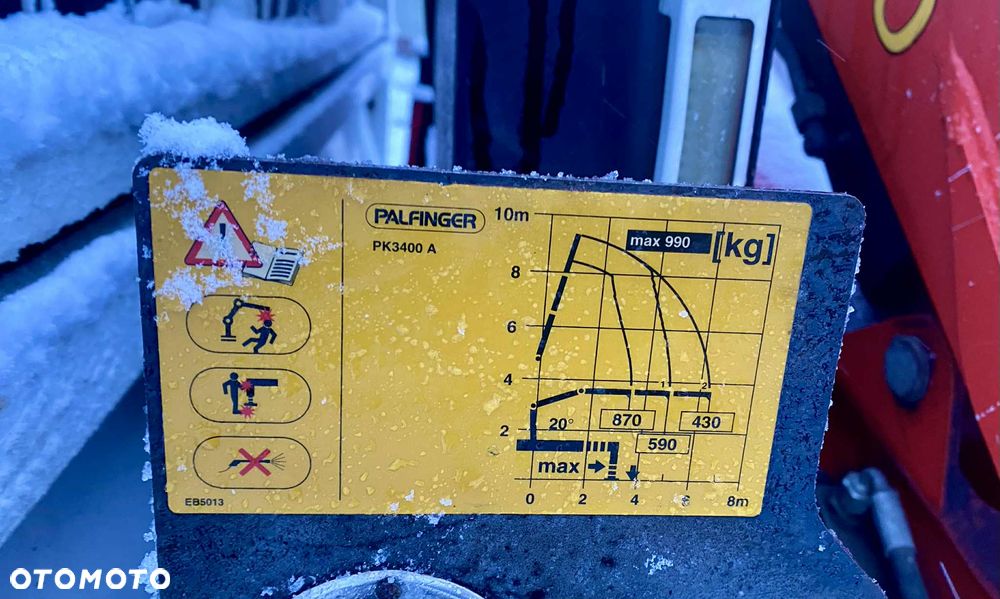 PALFINGER
PK3400 A
10m
max 990 [kg]
8
6
4
1 2
870
430
20°
2
590
max
0 2 4 6 8m
EB5013
OTOMOTO